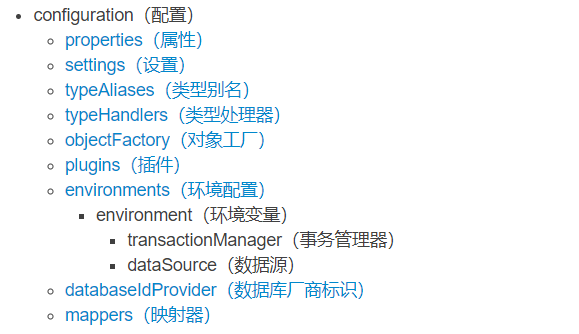 configuration（配置）
properties（属性）
settings（设置）
typeAliases（类型别名）
typeHandlers（类型处理器）
objectFactory（对象工厂）
plugins（插件）
environments（环境配置）
environment（环境变量）
transactionManager（事务管理器）
dataSource（数据源）
databaseIdProvider（数据库厂商标识）
mappers（映射器）